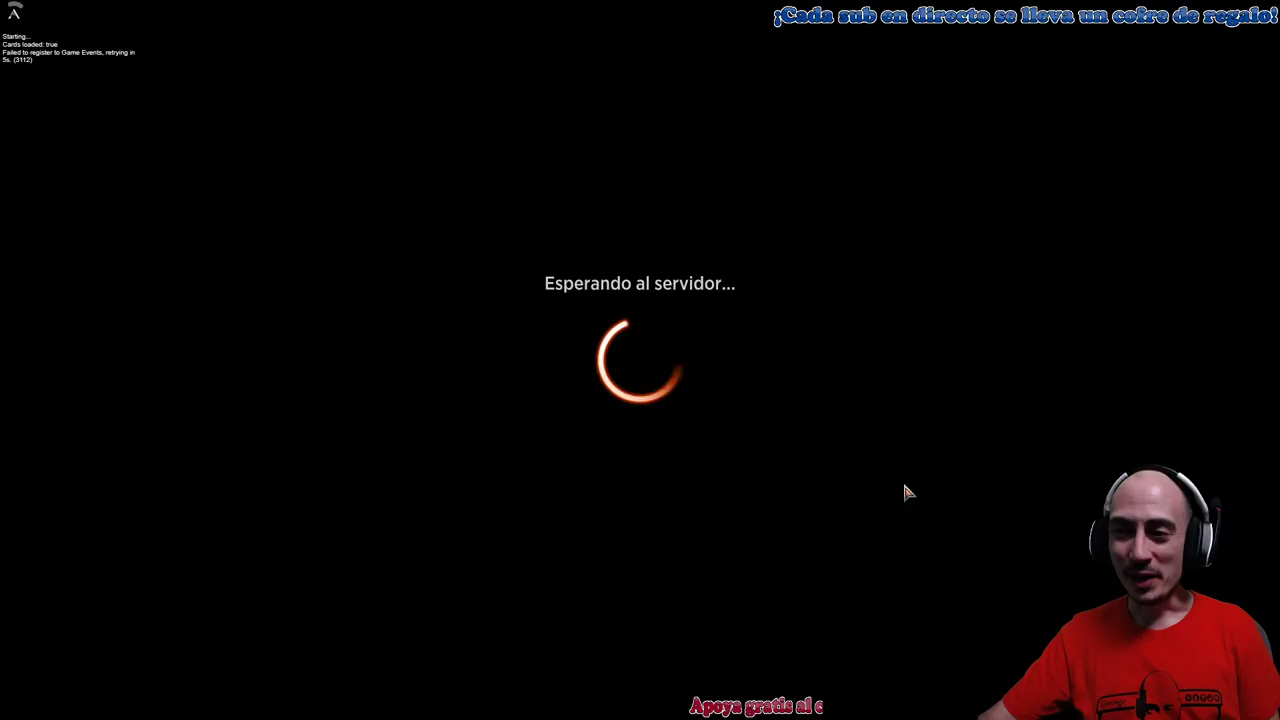 ¡Cada sub en directo se lleva un cofre de regalo!
Starting...
Cards loaded: true
Failed to register to Game Events, retrying in
5s. (3112)
Esperando al servidor...
Apoya gratis al c